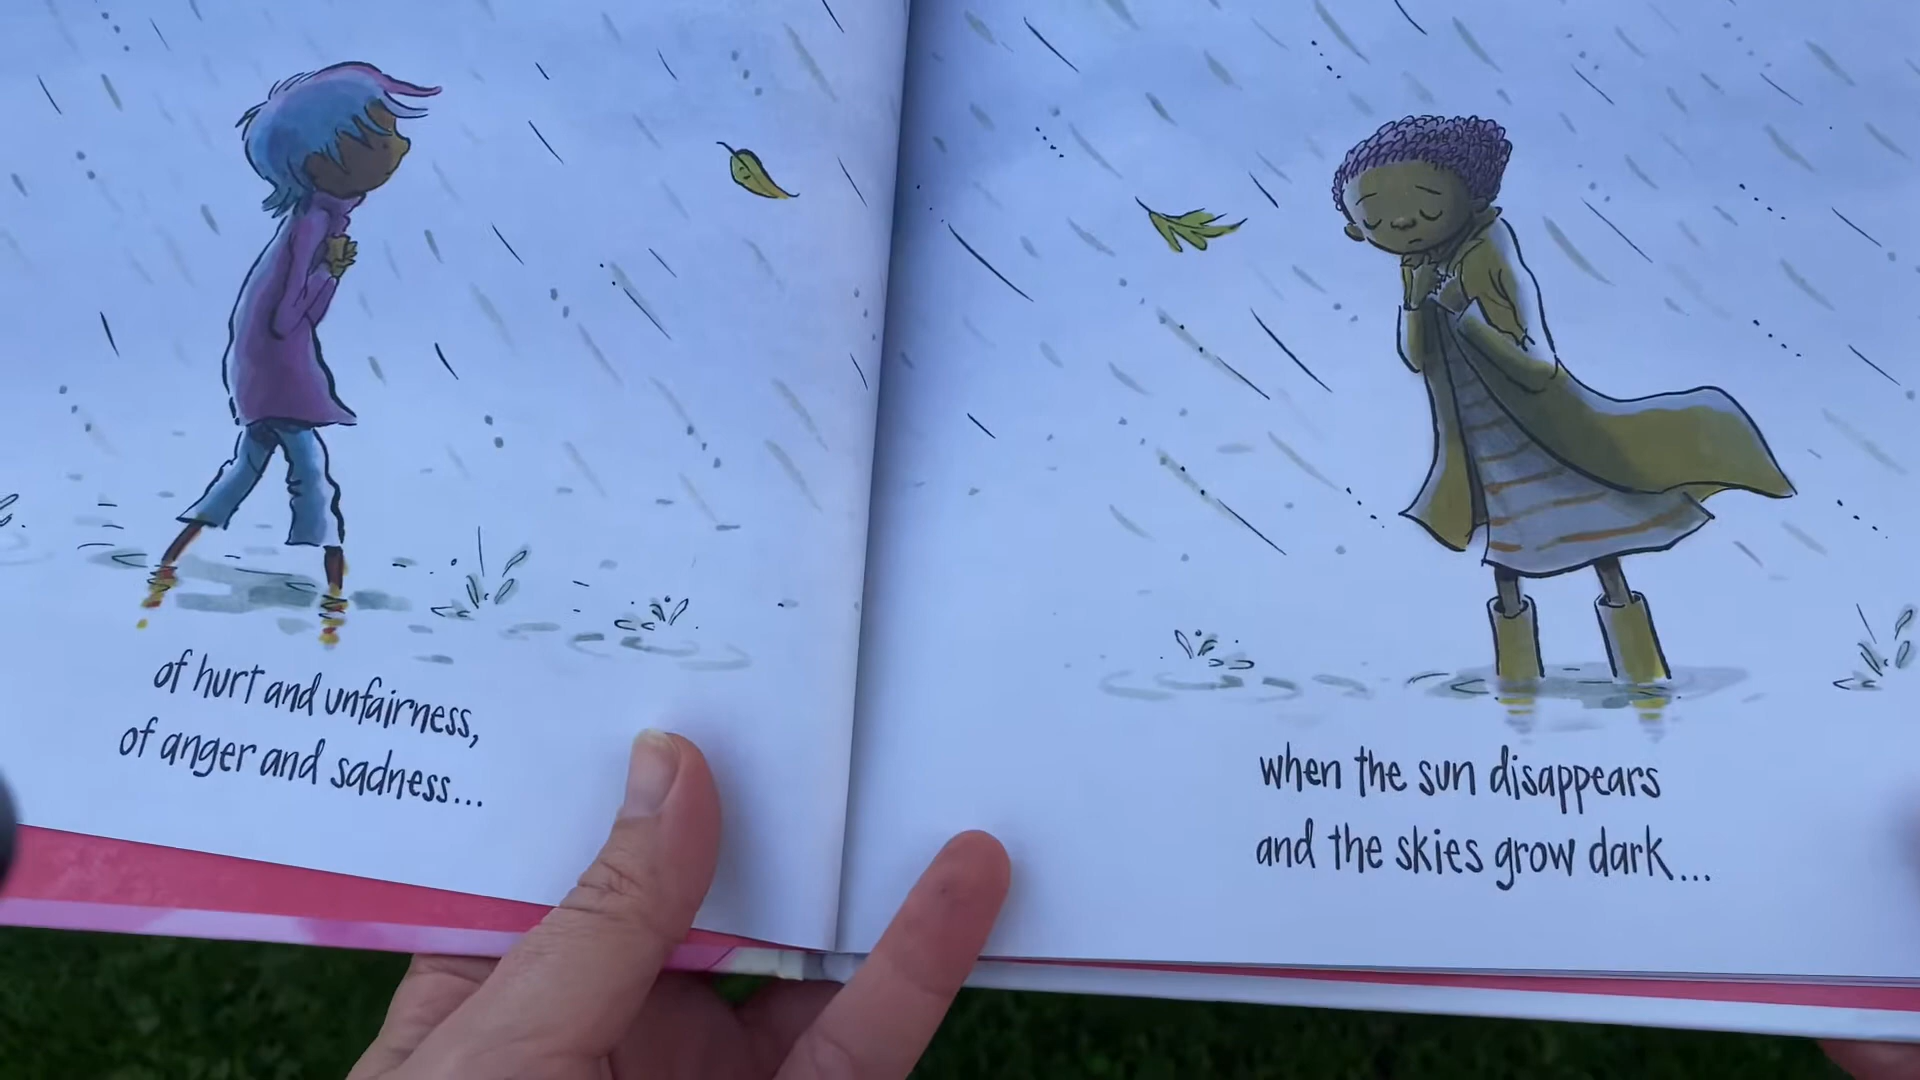 of hurt and unfairness,
of anger and sadness...
when the sun disappears
and the skies grow dark...